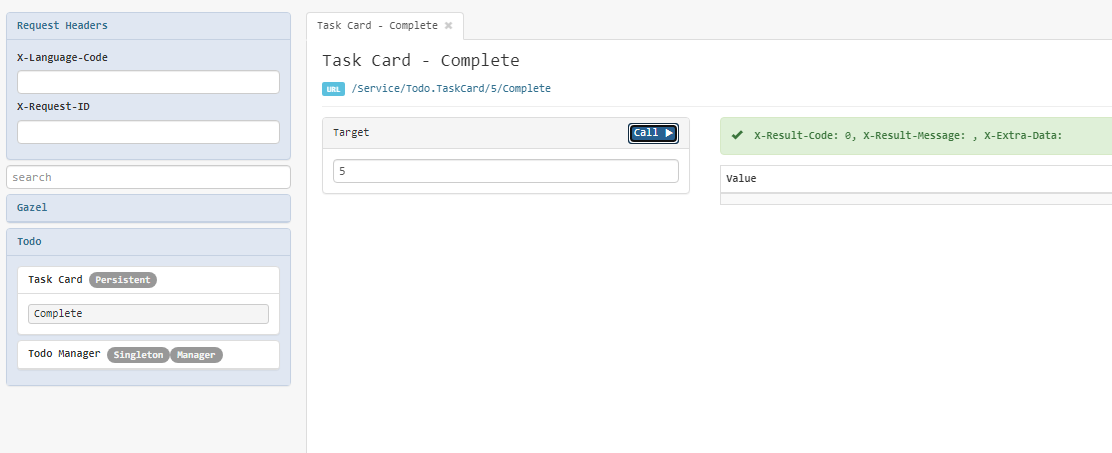 Request Headers
X-Language-Code
X-Request-ID
search
Gazel
Todo
Task Card Persistent
Complete
Todo Manager Singleton Manager
Task Card - Complete ✖
Task Card - Complete
URL /Service/Todo.TaskCard/5/Complete
Target Call ▶
5
✔ X-Result-Code: 0, X-Result-Message: , X-Extra-Data:
Value